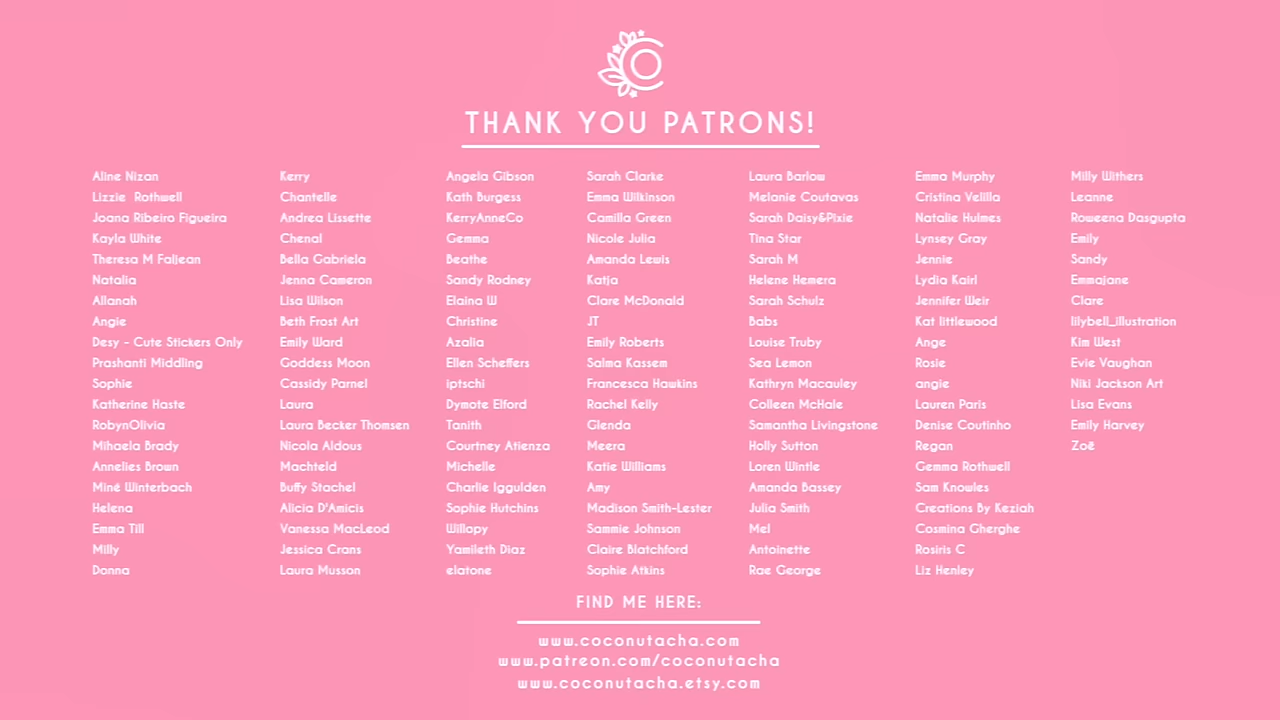 THANK YOU PATRONS!
Aline Nizan
Lizzie Rothwell
Joana Ribeiro Figueira
Kayla White
Theresa M Faljean
Natalia
Allanah
Angie
Desy - Cute Stickers Only
Prashanti Middling
Sophie
Katherine Haste
RobynOlivia
Mihaela Brady
Annelies Brown
Miné Winterbach
Helena
Emma Till
Milly
Donna
Kerry
Chantelle
Andrea Lissette
Chenal
Bella Gabriela
Jenna Cameron
Lisa Wilson
Beth Frost Art
Emily Ward
Goddess Moon
Cassidy Parnel
Laura
Laura Becker Thomsen
Nicola Aldous
Machteld
Buffy Stachel
Alicia D'Amicis
Vanessa MacLeod
Jessica Crans
Laura Musson
Angela Gibson
Kath Burgess
KerryAnneCo
Gemma
Beathe
Sandy Rodney
Elaina W
Christine
Azalia
Ellen Scheffers
iptschi
Dymote Elford
Tanith
Courtney Atienza
Michelle
Charlie Iggulden
Sophie Hutchins
Willopy
Yamileth Diaz
elatone
Sarah Clarke
Emma Wilkinson
Camilla Green
Nicole Julia
Amanda Lewis
Katja
Clare McDonald
JT
Emily Roberts
Salma Kassem
Francesca Hawkins
Rachel Kelly
Glenda
Meera
Katie Williams
Amy
Madison Smith-Lester
Sammie Johnson
Claire Blatchford
Sophie Atkins
Laura Barlow
Melanie Coutavas
Sarah Daisy&Pixie
Tina Star
Sarah M
Helene Hemera
Sarah Schulz
Babs
Louise Truby
Sea Lemon
Kathryn Macauley
Colleen McHale
Samantha Livingstone
Holly Sutton
Loren Wintle
Amanda Bassey
Julia Smith
Mel
Antoinette
Rae George
Emma Murphy
Cristina Velilla
Natalie Hulmes
Lynsey Gray
Jennie
Lydia Kairl
Jennifer Weir
Kat littlewood
Ange
Rosie
angie
Lauren Paris
Denise Coutinho
Regan
Gemma Rothwell
Sam Knowles
Creations By Keziah
Cosmina Gherghe
Rosiris C
Liz Henley
Milly Withers
Leanne
Roweena Dasgupta
Emily
Sandy
Emmajane
Clare
lilybell_illustration
Kim West
Evie Vaughan
Niki Jackson Art
Lisa Evans
Emily Harvey
Zoë
FIND ME HERE:
www.coconutacha.com
www.patreon.com/coconutacha
www.coconutacha.etsy.com